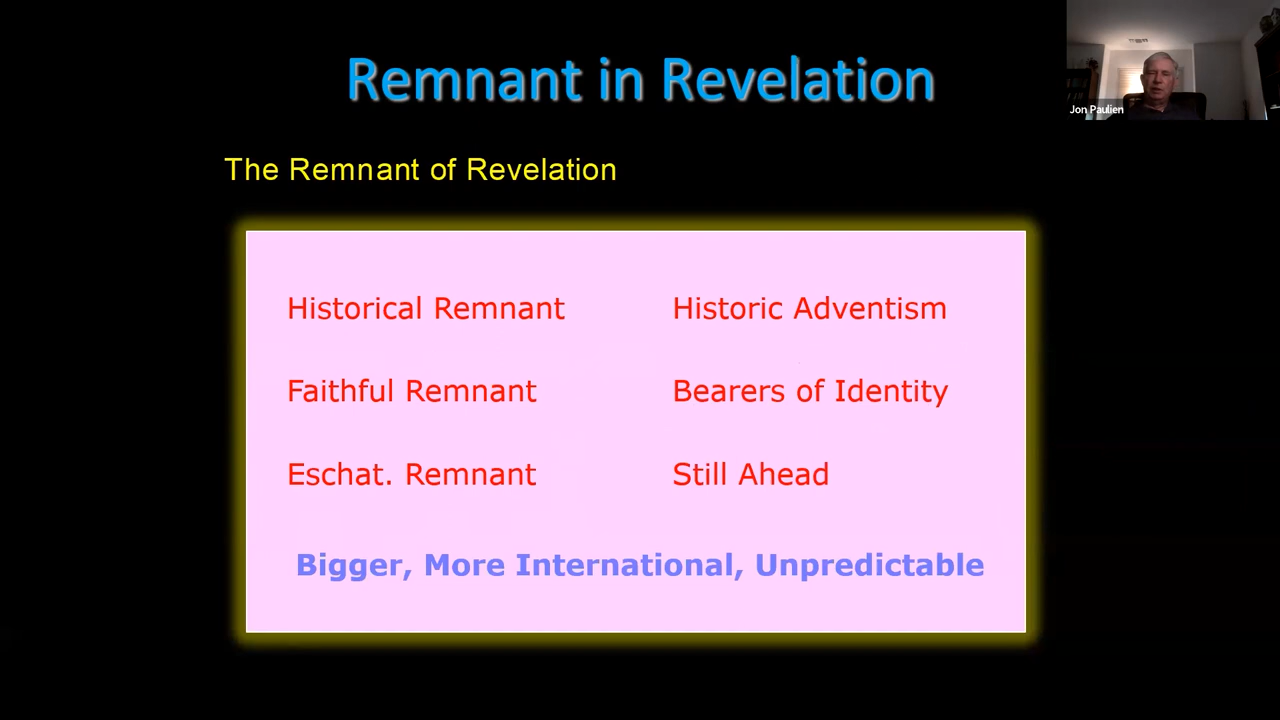 Remnant in Revelation
Jon Paulien
The Remnant of Revelation
Historical Remnant Historic Adventism
Faithful Remnant Bearers of Identity
Eschat. Remnant Still Ahead
Bigger, More International, Unpredictable